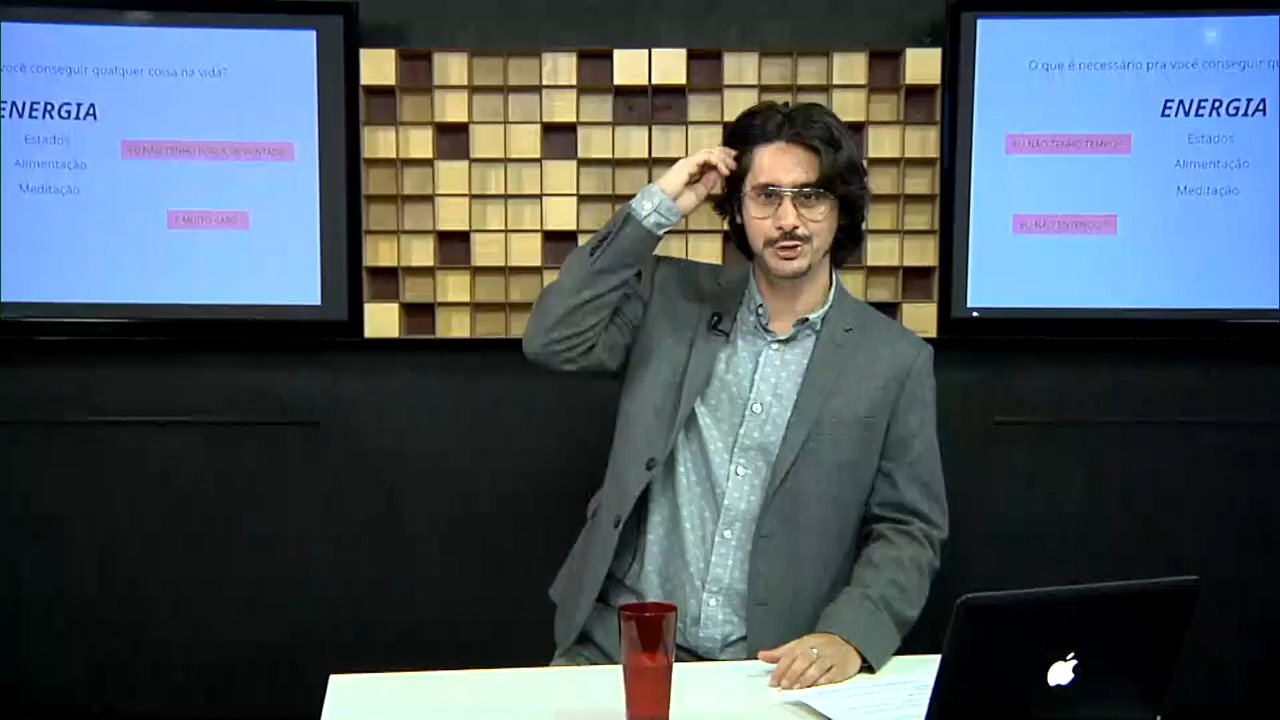 você conseguir qualquer coisa na vida?
ENERGIA
Estados
EU NÃO TENHO FORÇA DE VONTADE
Alimentação
Meditação
É MUITO CARO
O que é necessário pra você conseguir qu
ENERGIA
EU NÃO TENHO TEMPO
Estados
Alimentação
Meditação
EU NÃO ENTENDO